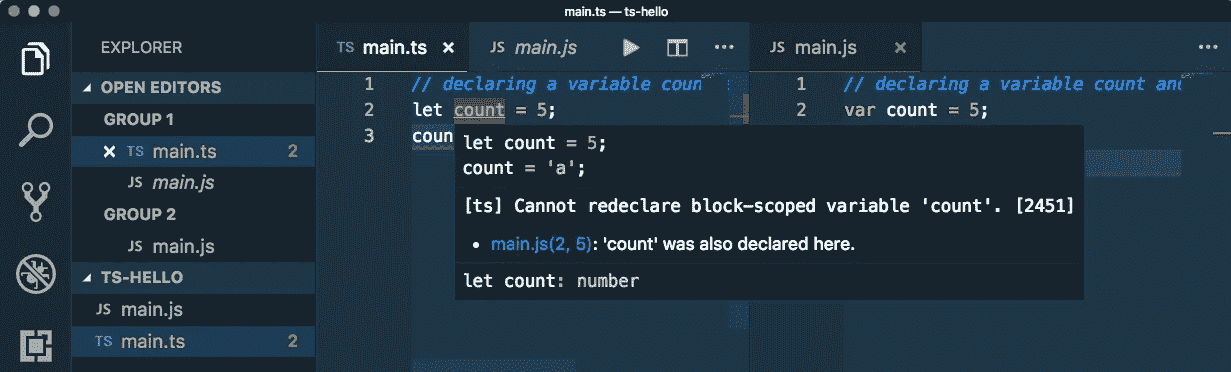 main.ts — ts-hello
EXPLORER
OPEN EDITORS
GROUP 1
TS main.ts 2
JS main.js
GROUP 2
JS main.js
TS-HELLO
JS main.js
TS main.ts 2
TS main.ts
JS main.js
1 // declaring a variable coun
2 let count = 5;
3 coun
let count = 5;
count = 'a';
[ts] Cannot redeclare block-scoped variable 'count'. [2451]
• main.js(2, 5): 'count' was also declared here.
let count: number
JS main.js
1 // declaring a variable count and
2 var count = 5;